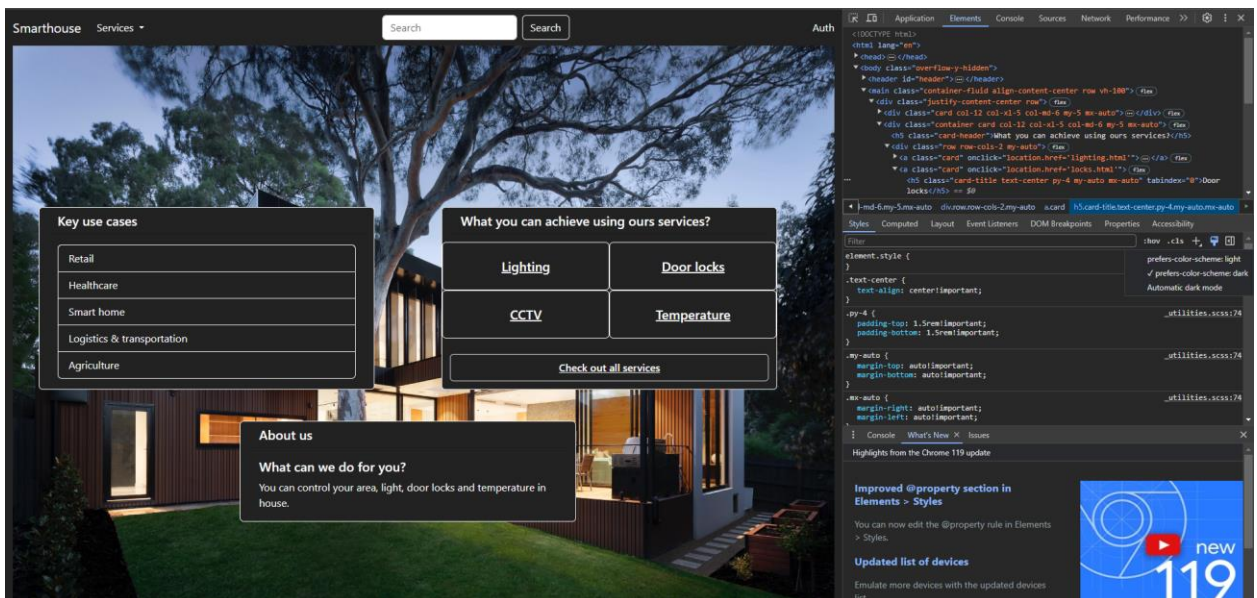 Smarthouse Services Search Search Auth
Key use cases
Retail
Healthcare
Smart home
Logistics & transportation
Agriculture
What you can achieve using ours services?
Lighting Door locks
CCTV Temperature
Check out all services
About us
What can we do for you?
You can control your area, light, door locks and temperature in
house.
Application Elements Console Sources Network Performance
<!DOCTYPE html>
<html lang="en">
<head> </head>
<body class="overflow-y-hidden">
<header id="header"> </header>
<main class="container-fluid align-content-center row vh-100"> flex
<div class="justify-content-center row"> flex
<div class="card col-12 col-xl-5 col-md-6 my-5 mx-auto"> </div> flex
<div class="container card col-12 col-xl-5 col-md-6 my-5 mx-auto"> flex
<h5 class="card-header">What you can achieve using ours services?</h5>
<div class="row row-cols-2 my-auto"> flex
<a class="card" onclick="location.href='lighting.html'"> </a> flex
<a class="card" onclick="location.href='locks.html'"> flex
<h5 class="card-title text-center py-4 my-auto mx-auto" tabindex="0">Door
locks</h5> == $0
-md-6.my-5.mx-auto div.row.row-cols-2.my-auto a.card h5.card-title.text-center.py-4.my-auto.mx-auto
Styles Computed Layout Event Listeners DOM Breakpoints Properties Accessibility
Filter :hov .cls
prefers-color-scheme: light
✓ prefers-color-scheme: dark
Automatic dark mode
element.style {
}
.text-center {
text-align: center!important;
}
.py-4 { _utilities.scss:74
padding-top: 1.5rem!important;
padding-bottom: 1.5rem!important;
}
.my-auto { _utilities.scss:74
margin-top: auto!important;
margin-bottom: auto!important;
}
.mx-auto { _utilities.scss:74
margin-right: auto!important;
margin-left: auto!important;
Console What's New Issues
Highlights from the Chrome 119 update
Improved @property section in
Elements > Styles
You can now edit the @property rule in Elements
> Styles.
Updated list of devices
Emulate more devices with the updated devices
list
new
119